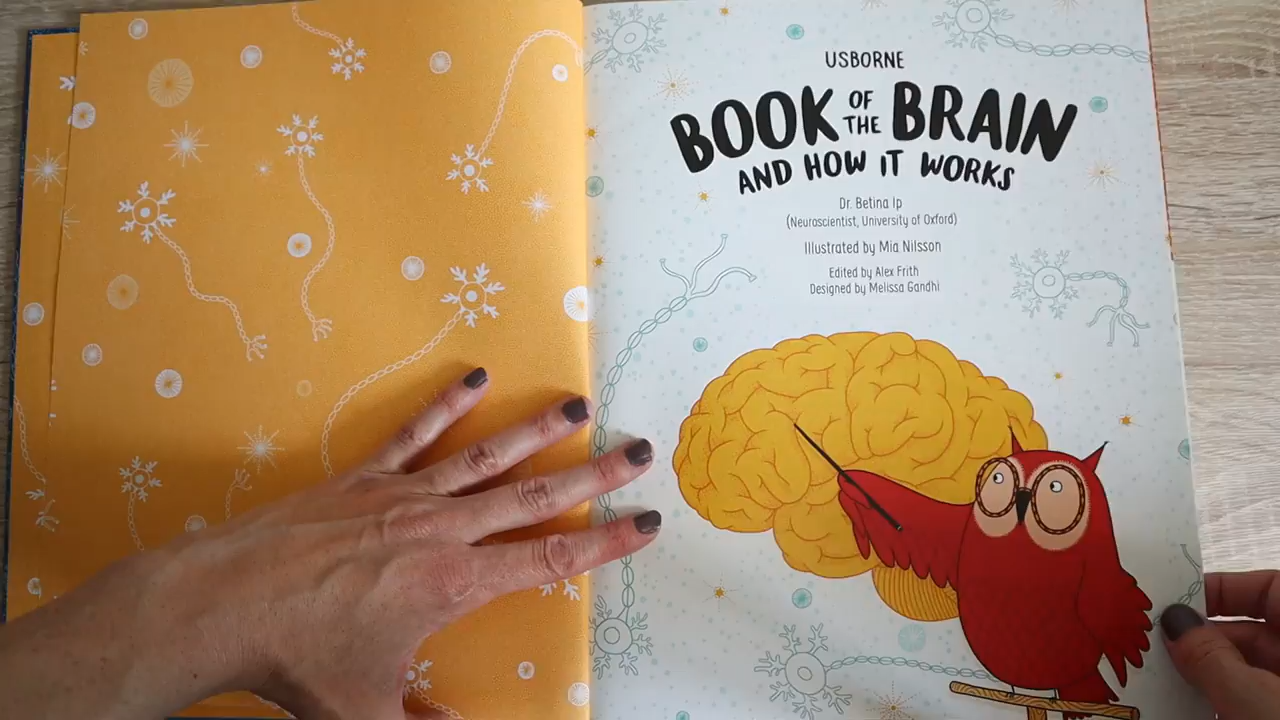 USBORNE
BOOK OF THE BRAIN
AND HOW IT WORKS
Dr. Betina Ip
(Neuroscientist, University of Oxford)
Illustrated by Mia Nilsson
Edited by Alex Frith
Designed by Melissa Gandhi